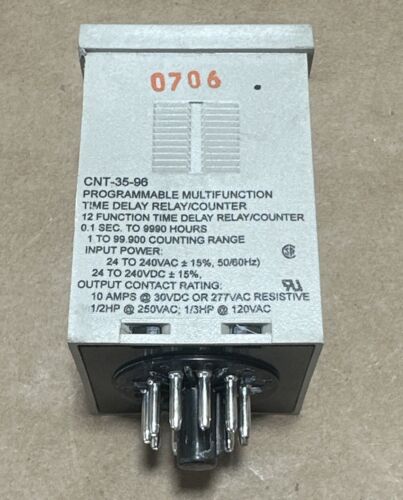 0706
CNT-35-96
PROGRAMMABLE MULTIFUNCTION
TIME DELAY RELAY/COUNTER
12 FUNCTION TIME DELAY RELAY/COUNTER
0.1 SEC. TO 9990 HOURS
1 TO 99.900 COUNTING RANGE
INPUT POWER:
24 TO 240VAC ± 15%, 50/60Hz)
24 TO 240VDC ± 15%,
OUTPUT CONTACT RATING:
10 AMPS @ 30VDC OR 277VAC RESISTIVE
1/2HP @ 250VAC; 1/3HP @ 120VAC